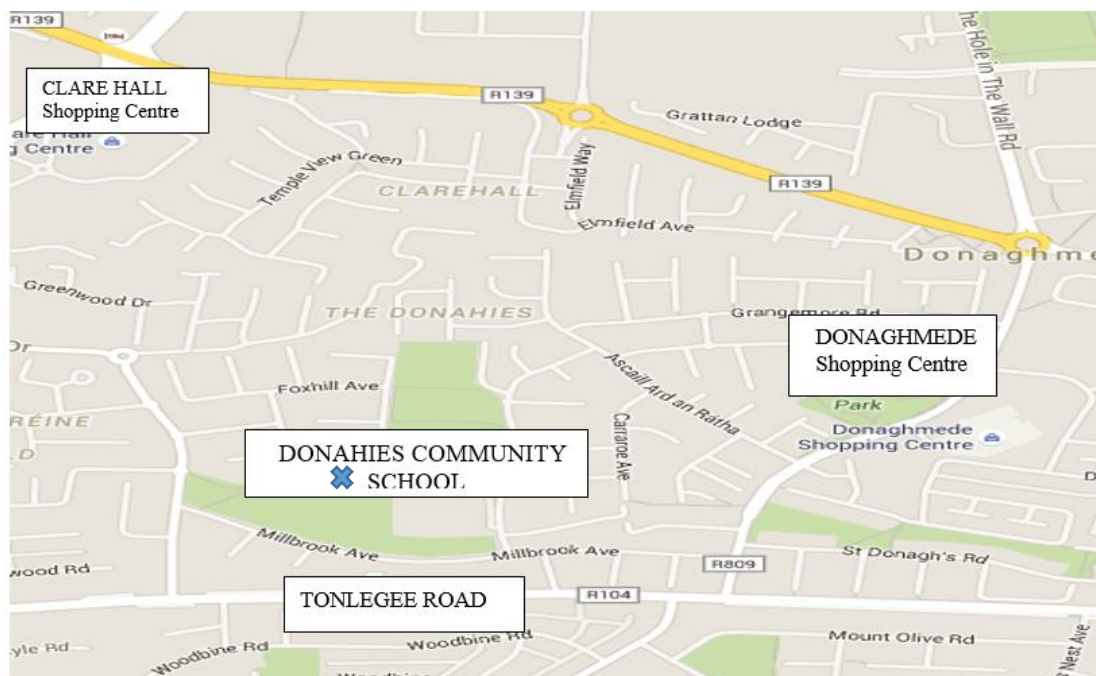 R139
The Hole in The Wall Rd
CLARE HALL
Shopping Centre
Clare Hall
g Centre
R139
Grattan Lodge
Temple View Green
CLAREHALL
Elmfield Way
R139
Elmfield Ave
Donaghme
Greenwood Dr
THE DONAHIES
Grangemore Rd
DONAGHMEDE
Shopping Centre
Dr
Foxhill Ave
Ascaill Ard an Rátha
Park
RÉINE
Carraroe Ave
Donaghmede
Shopping Centre
DONAHIES COMMUNITY
SCHOOL
D
D
Millbrook Ave
Millbrook Ave
St Donagh's Rd
R809
wood Rd
TONLEGEE ROAD
R104
yle Rd
Woodbine Rd
Woodbine Rd
Mount Olive Rd
Nest Ave